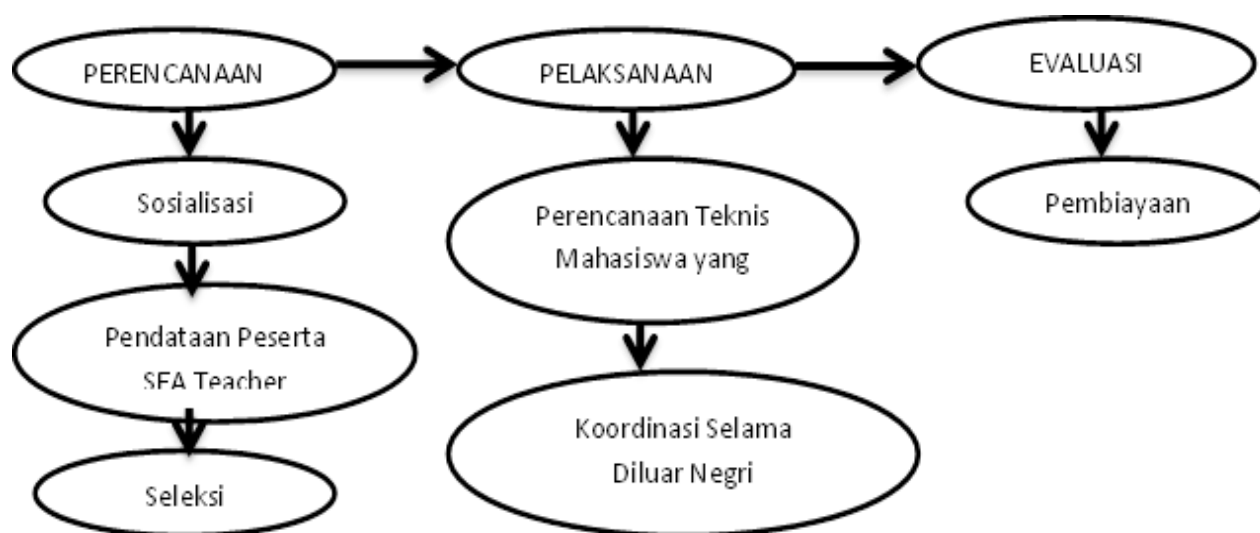 PERENCANAAN
PELAKSANAAN
EVALUASI
Sosialisasi
Perencanaan Teknis
Mahasiswa yang
Pembiayaan
Pendataan Peserta
SEA Teacher
Koordinasi Selama
Diluar Negri
Seleksi